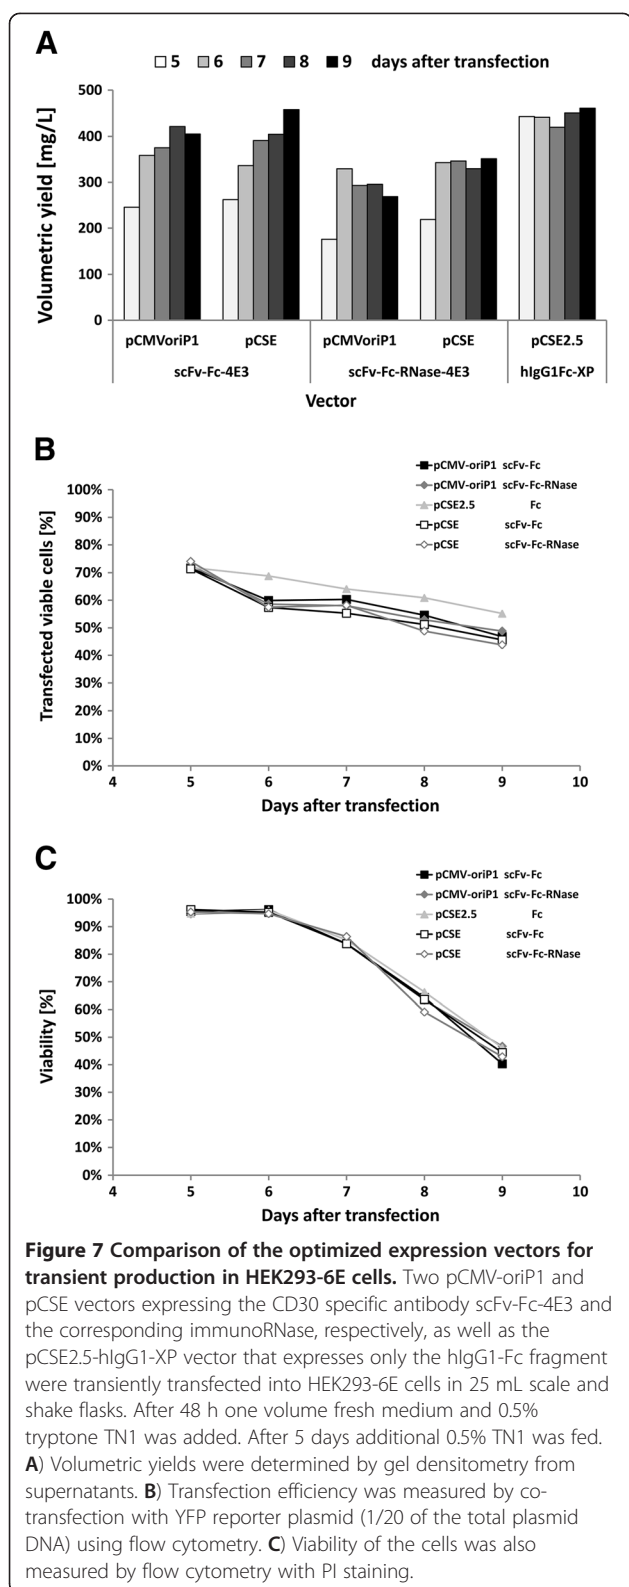 A
5 6 7 8 9 days after transfection
Volumetric yield [mg/L]
500
400
300
200
100
0
pCMVoriP1 pCSE pCMVoriP1 pCSE pCSE2.5
scFv-Fc-4E3 scFv-Fc-RNase-4E3 hIgG1Fc-XP
Vector
B
pCMV-oriP1 scFv-Fc
pCMV-oriP1 scFv-Fc-RNase
pCSE2.5 Fc
pCSE scFv-Fc
pCSE scFv-Fc-RNase
Transfected viable cells [%]
100%
90%
80%
70%
60%
50%
40%
30%
20%
10%
0%
4 5 6 7 8 9 10
Days after transfection
C
pCMV-oriP1 scFv-Fc
pCMV-oriP1 scFv-Fc-RNase
pCSE2.5 Fc
pCSE scFv-Fc
pCSE scFv-Fc-RNase
Viability [%]
100%
90%
80%
70%
60%
50%
40%
30%
20%
10%
0%
4 5 6 7 8 9 10
Days after transfection
Figure 7 Comparison of the optimized expression vectors for
transient production in HEK293-6E cells. Two pCMV-oriP1 and
pCSE vectors expressing the CD30 specific antibody scFv-Fc-4E3 and
the corresponding immunoRNase, respectively, as well as the
pCSE2.5-hIgG1-XP vector that expresses only the hIgG1-Fc fragment
were transiently transfected into HEK293-6E cells in 25 mL scale and
shake flasks. After 48 h one volume fresh medium and 0.5%
tryptone TN1 was added. After 5 days additional 0.5% TN1 was fed.
A) Volumetric yields were determined by gel densitometry from
supernatants. B) Transfection efficiency was measured by co-
transfection with YFP reporter plasmid (1/20 of the total plasmid
DNA) using flow cytometry. C) Viability of the cells was also
measured by flow cytometry with PI staining.